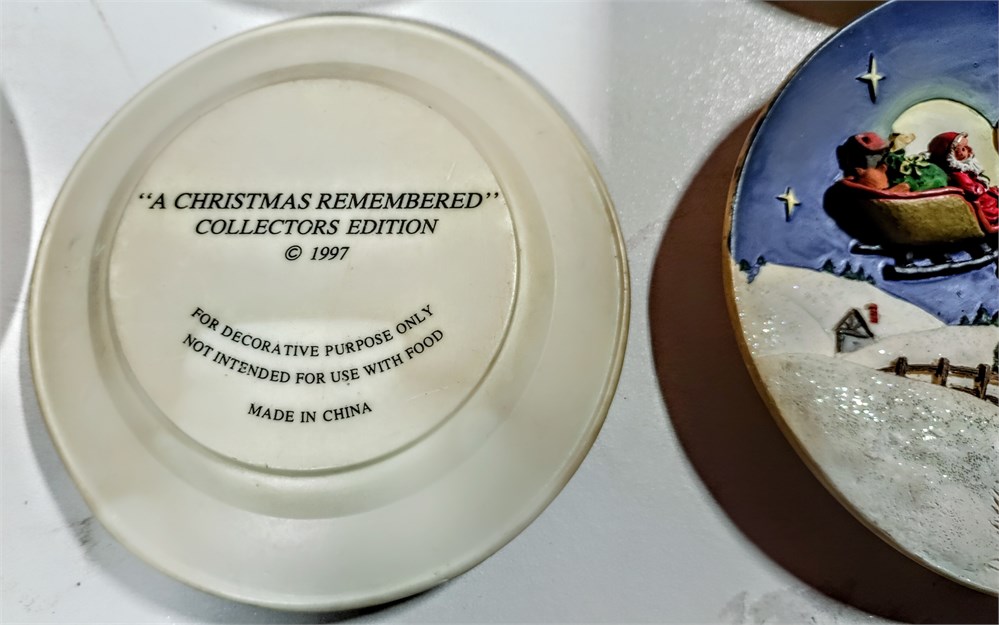 “A CHRISTMAS REMEMBERED”
COLLECTORS EDITION
© 1997
FOR DECORATIVE PURPOSE ONLY
NOT INTENDED FOR USE WITH FOOD
MADE IN CHINA